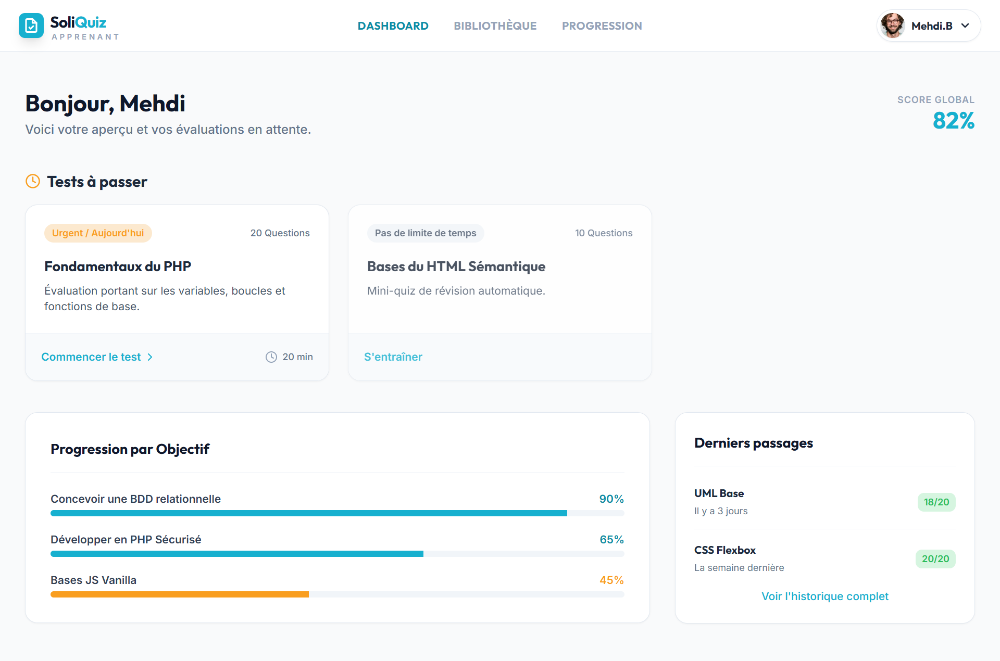 SoliQuiz
APPRENANT
DASHBOARD
BIBLIOTHÈQUE
PROGRESSION
Mehdi.B
Bonjour, Mehdi
Voici votre aperçu et vos évaluations en attente.
SCORE GLOBAL
82%
Tests à passer
Urgent / Aujourd'hui
20 Questions
Fondamentaux du PHP
Évaluation portant sur les variables, boucles et
fonctions de base.
Commencer le test
20 min
Pas de limite de temps
10 Questions
Bases du HTML Sémantique
Mini-quiz de révision automatique.
S'entraîner
Progression par Objectif
Concevoir une BDD relationnelle
90%
Développer en PHP Sécurisé
65%
Bases JS Vanilla
45%
Derniers passages
UML Base
Il y a 3 jours
18/20
CSS Flexbox
La semaine dernière
20/20
Voir l'historique complet